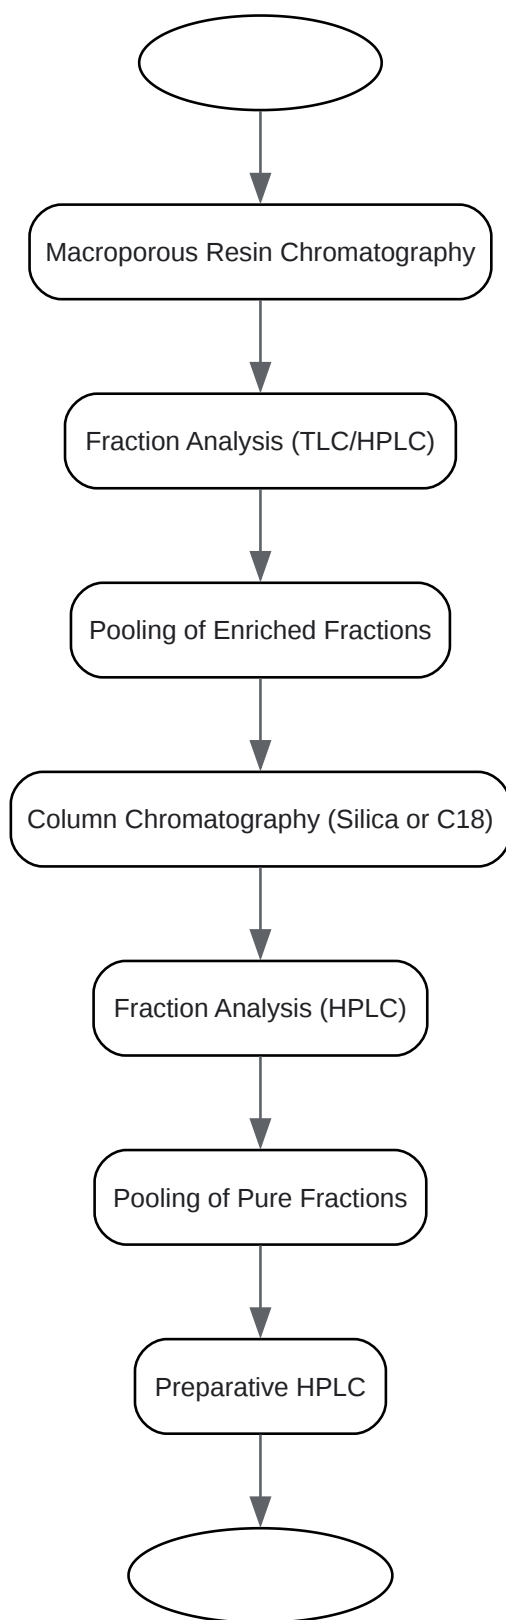 Macroporous Resin Chromatography
Fraction Analysis (TLC/HPLC)
Pooling of Enriched Fractions
Column Chromatography (Silica or C18)
Fraction Analysis (HPLC)
Pooling of Pure Fractions
Preparative HPLC